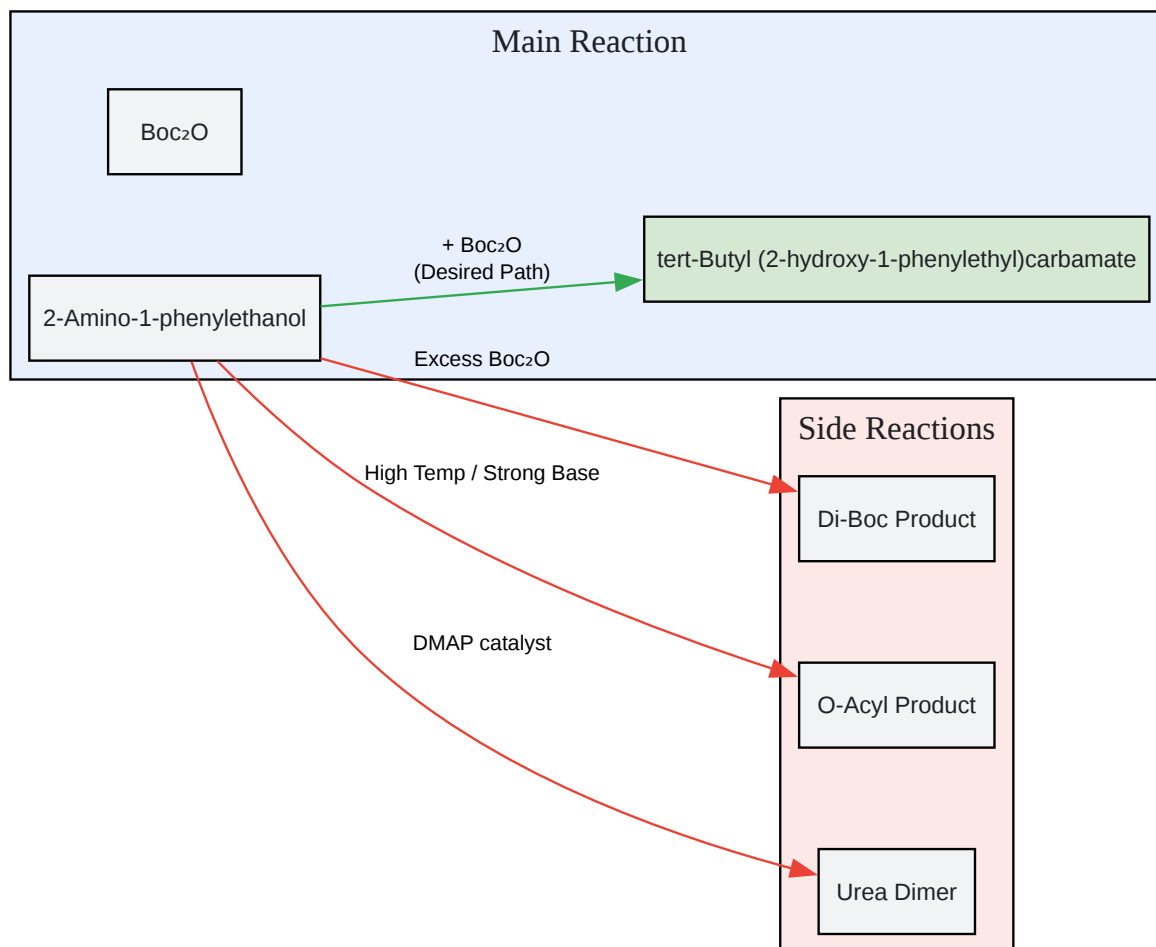 Main Reaction
Boc₂O
+ Boc₂O
(Desired Path)
tert-Butyl (2-hydroxy-1-phenylethyl)carbamate
2-Amino-1-phenylethanol
Excess Boc₂O
Side Reactions
High Temp / Strong Base
Di-Boc Product
DMAP catalyst
O-Acyl Product
Urea Dimer